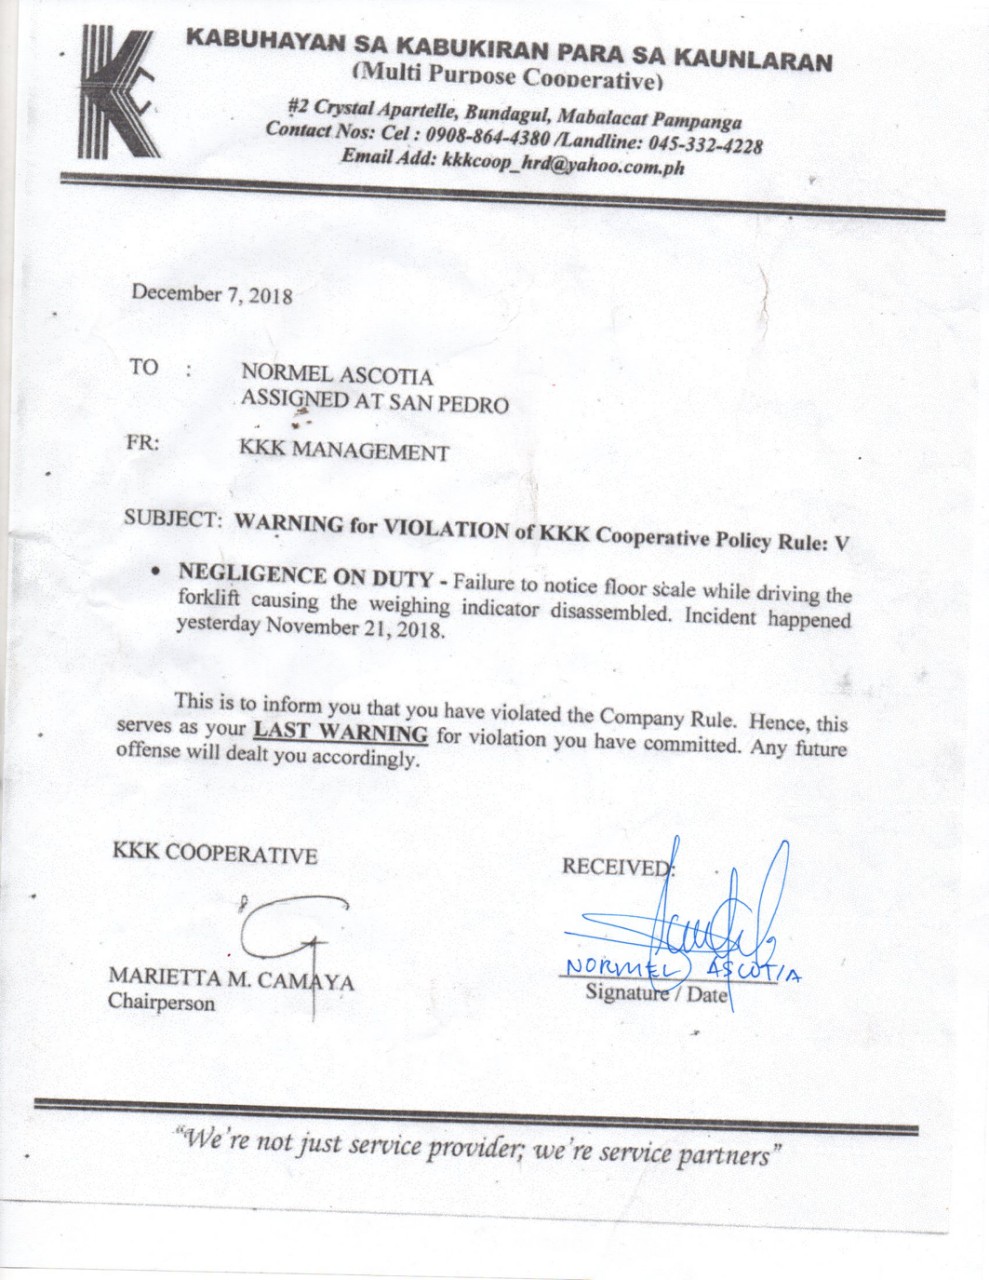 KABUHAYAN SA KABUKIRAN PARA SA KAUNLARAN
(Multi Purpose Cooperative)
#2 Crystal Apartelle, Bundagul, Mabalacat Pampanga
Contact Nos: Cel : 0908-864-4380 /Landline: 045-332-4228
Email Add: kkkcoop_hrd@yahoo.com.ph
December 7, 2018
TO : NORMEL ASCOTIA
ASSIGNED AT SAN PEDRO
FR: KKK MANAGEMENT
SUBJECT: WARNING for VIOLATION of KKK Cooperative Policy Rule: V
• NEGLIGENCE ON DUTY - Failure to notice floor scale while driving the
forklift causing the weighing indicator disassembled. Incident happened
yesterday November 21, 2018.
This is to inform you that you have violated the Company Rule. Hence, this
serves as your LAST WARNING for violation you have committed. Any future
offense will dealt you accordingly.
KKK COOPERATIVE
RECEIVED:
NORMEL ASCOTIA
MARIETTA M. CAMAYA
Signature / Date
Chairperson
"We're not just service provider; we're service partners"